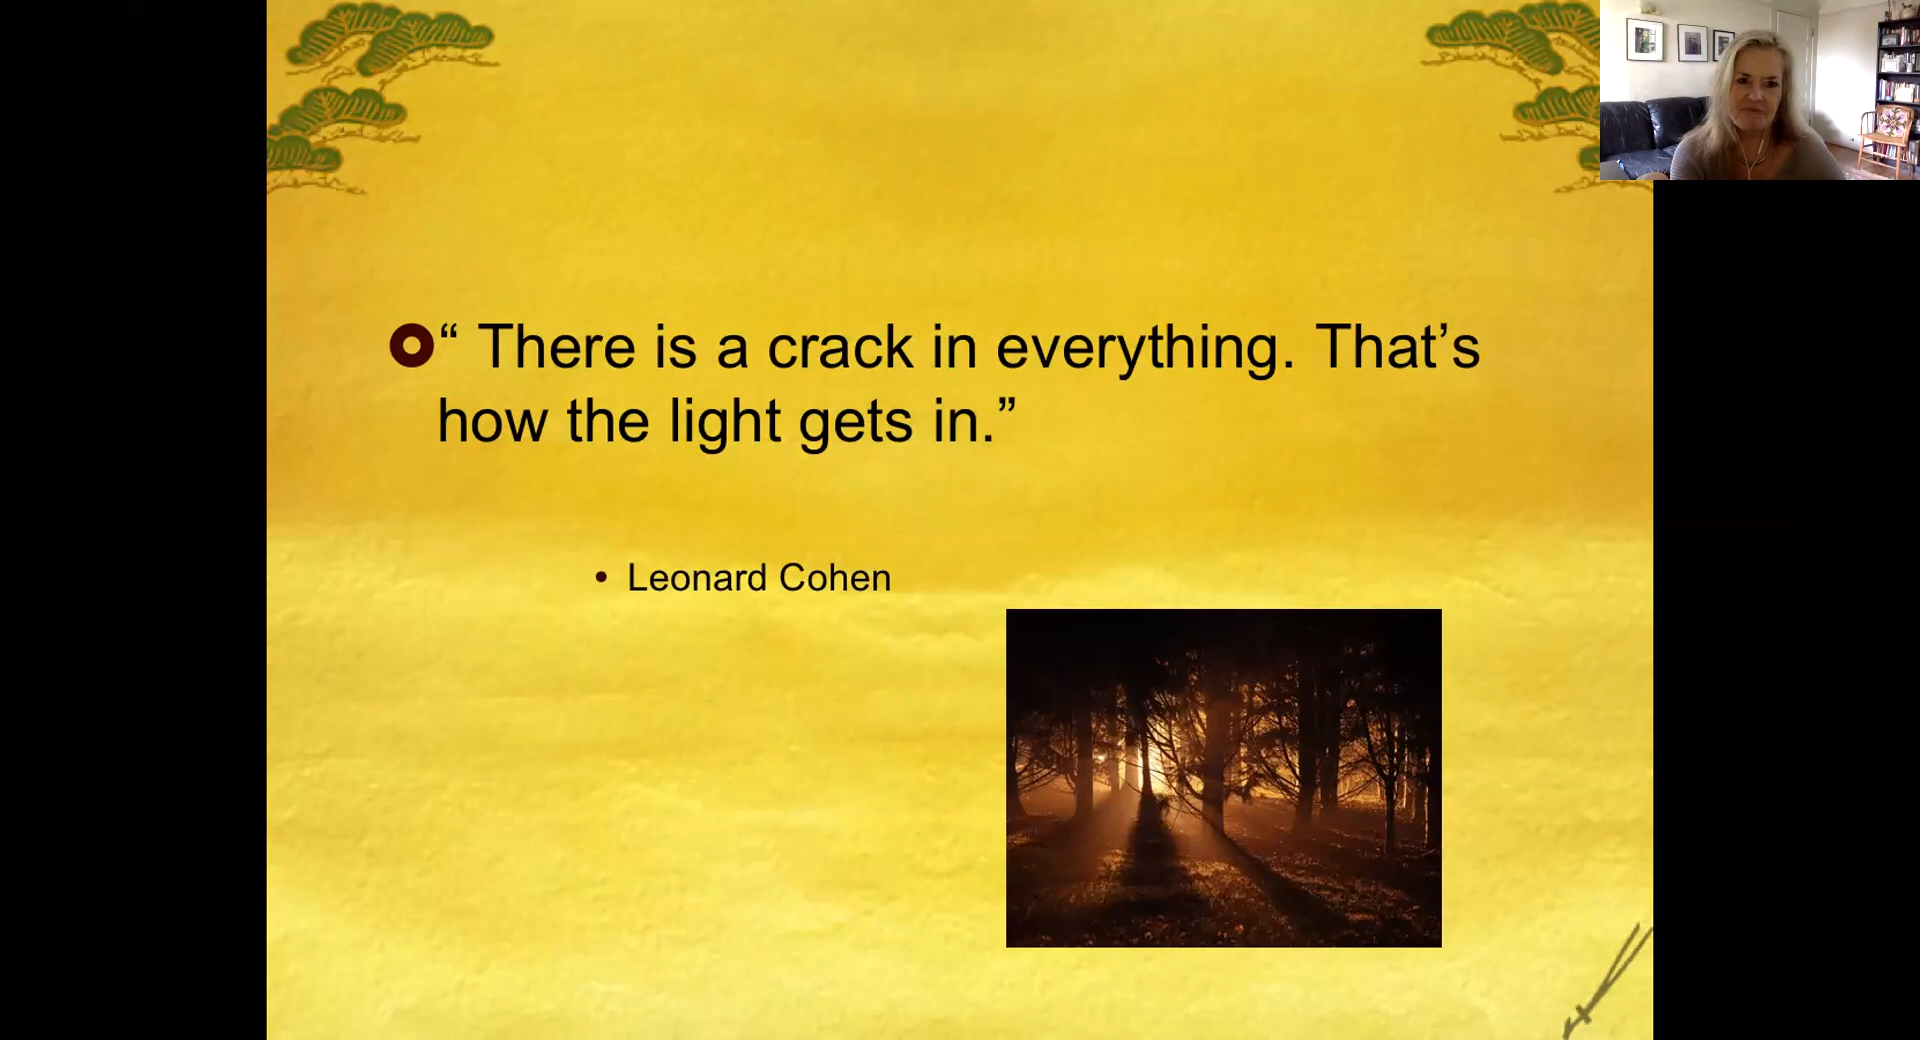 “ There is a crack in everything. That’s
how the light gets in.”
• Leonard Cohen